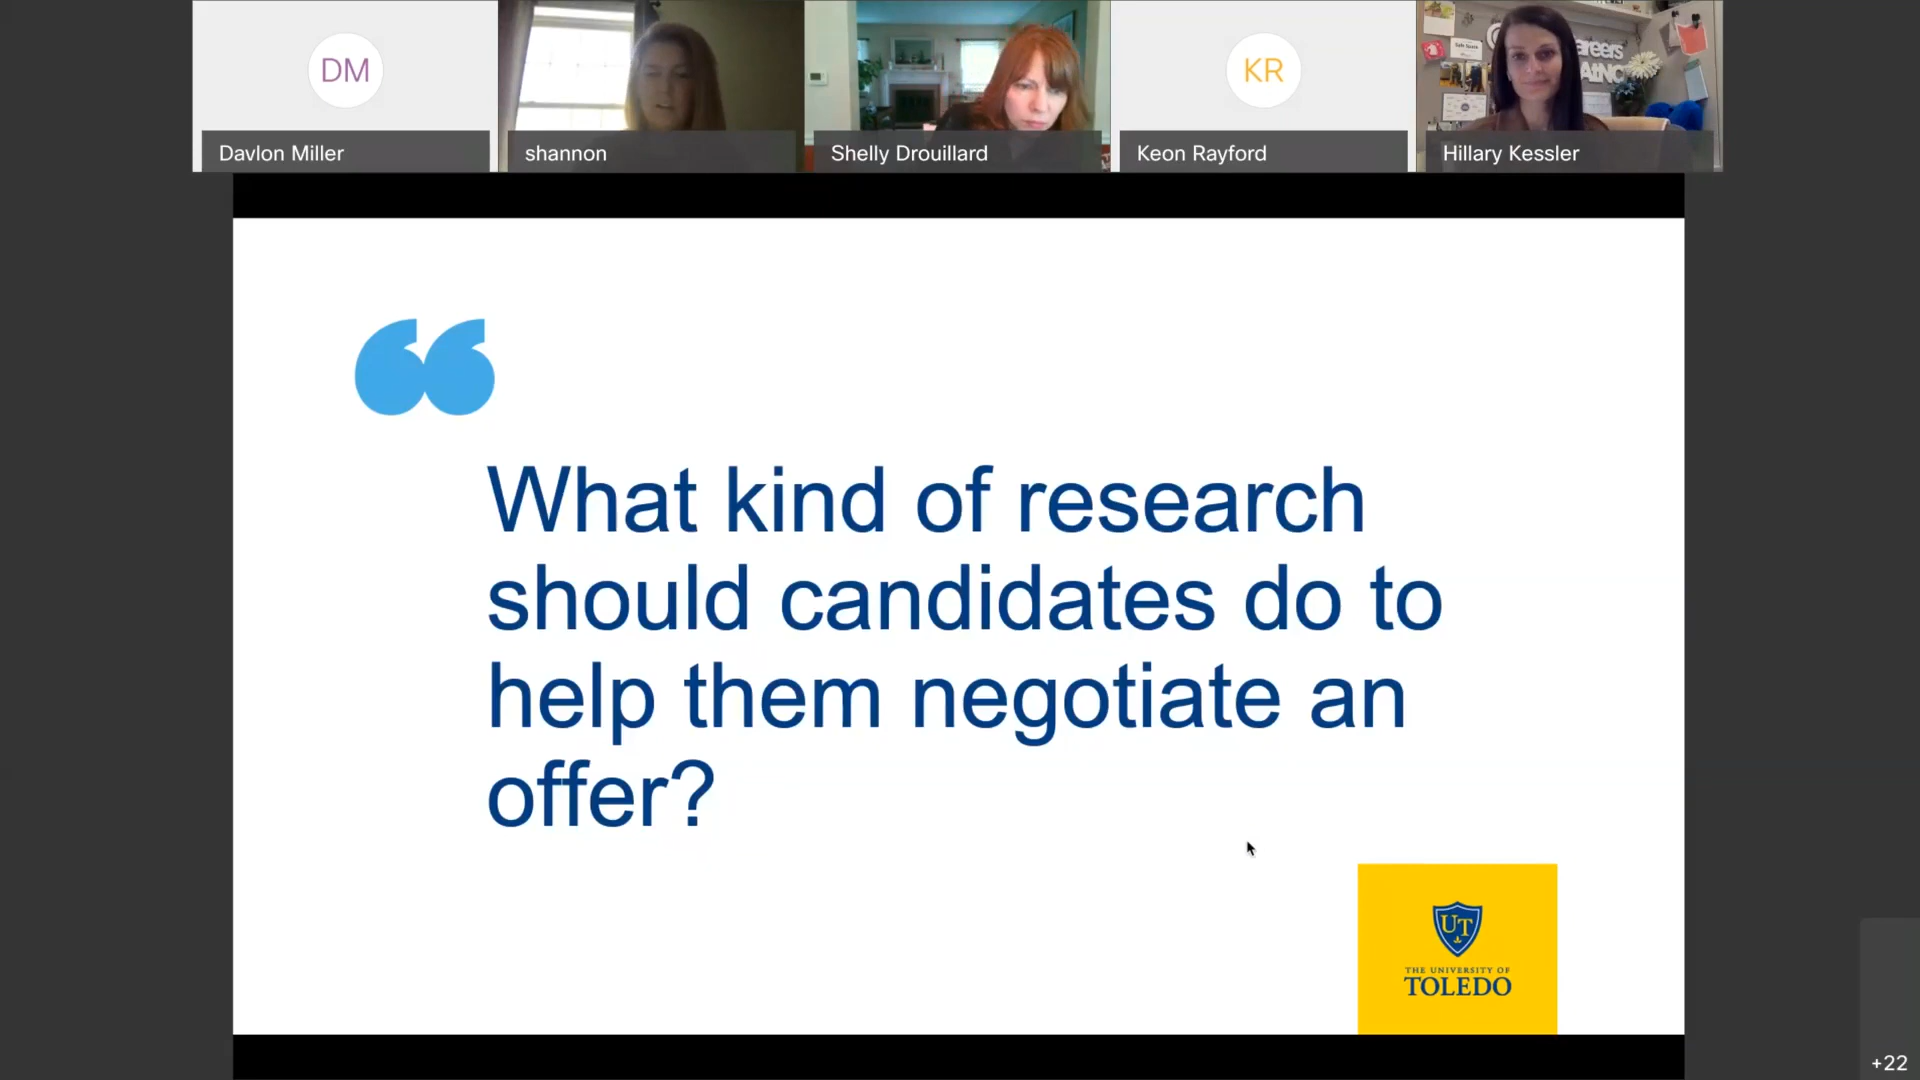 DM
KR
Davlon Miller
shannon
Shelly Drouillard
Keon Rayford
Hillary Kessler
What kind of research
should candidates do to
help them negotiate an
offer?
UT
THE UNIVERSITY OF
TOLEDO
+22